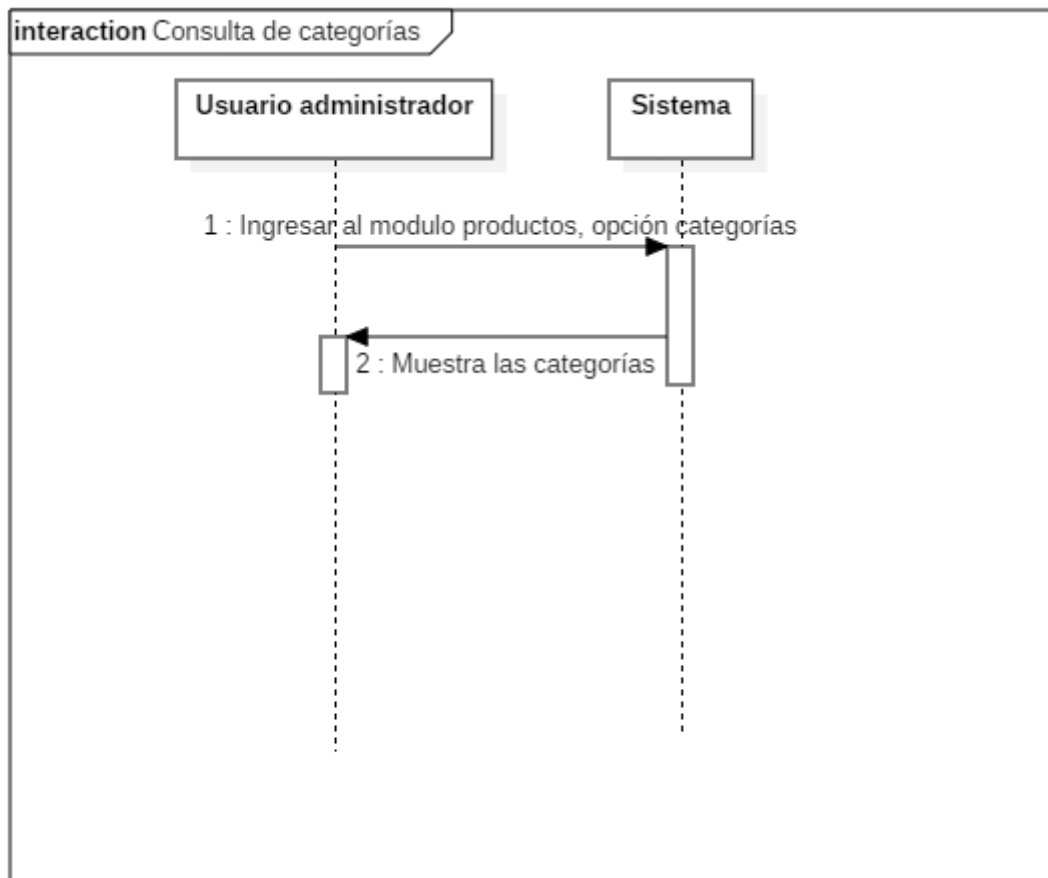 interaction Consulta de categorías
Usuario administrador
Sistema
1 : Ingresar al modulo productos, opción categorías
2 : Muestra las categorías